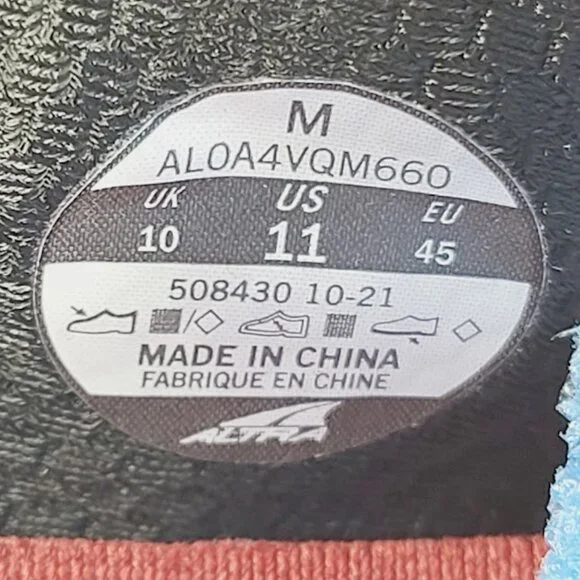 M
AL0A4VQM660
UK US EU
10 11 45
508430 10-21
MADE IN CHINA
FABRIQUE EN CHINE
ALTRA